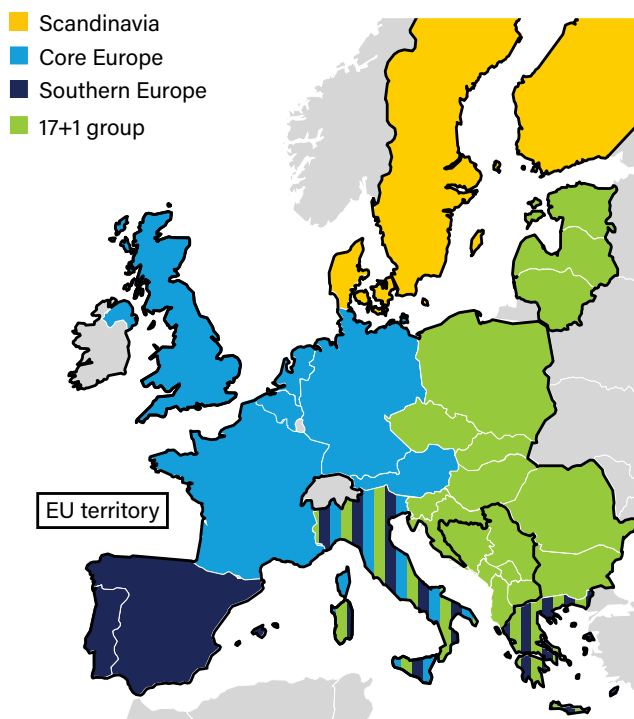 Scandinavia
Core Europe
Southern Europe
17+1 group
EU territory